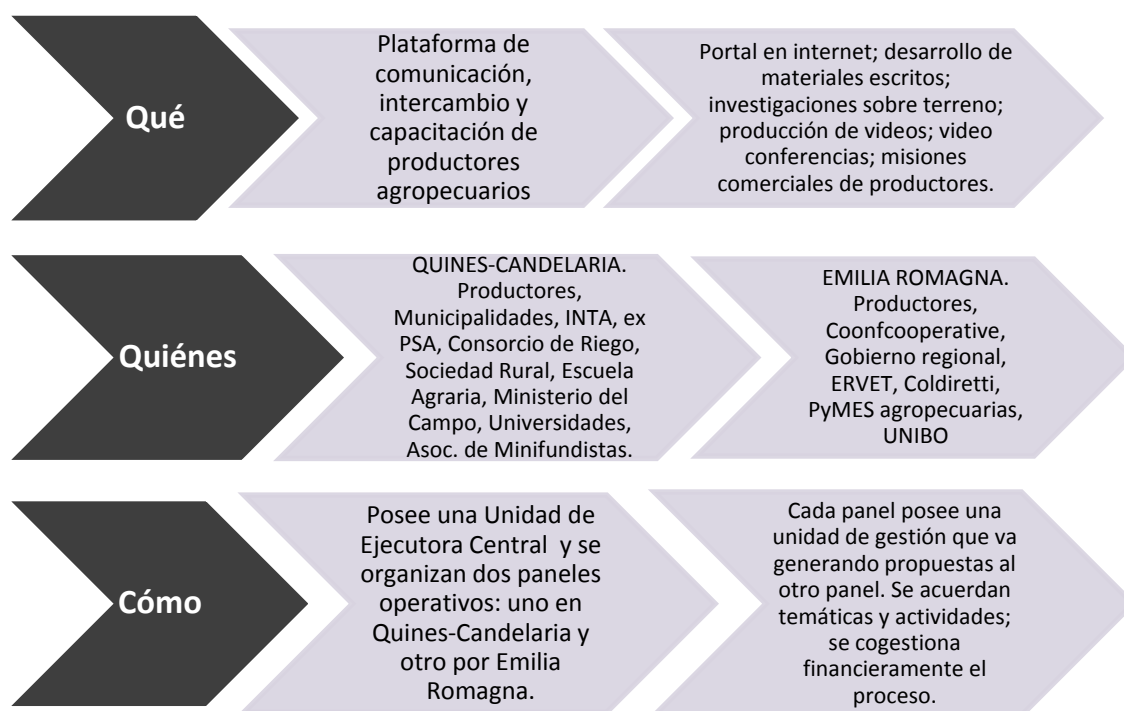 Qué
Plataforma de
comunicación,
intercambio y
capacitación de
productores
agropecuarios
Portal en internet; desarrollo de
materiales escritos;
investigaciones sobre terreno;
producción de videos; video
conferencias; misiones
comerciales de productores.
Quiénes
QUINES-CANDELARIA.
Productores,
Municipalidades, INTA, ex
PSA, Consorcio de Riego,
Sociedad Rural, Escuela
Agraria, Ministerio del
Campo, Universidades,
Asoc. de Minifundistas.
EMILIA ROMAGNA.
Productores,
Coonfcooperative,
Gobierno regional,
ERVET, Coldiretti,
PyMES agropecuarias,
UNIBO
Cómo
Posee una Unidad de
Ejecutora Central y se
organizan dos paneles
operativos: uno en
Quines-Candelaria y
otro por Emilia
Romagna.
Cada panel posee una
unidad de gestión que va
generando propuestas al
otro panel. Se acuerdan
temáticas y actividades;
se cogestiona
financieramente el
proceso.